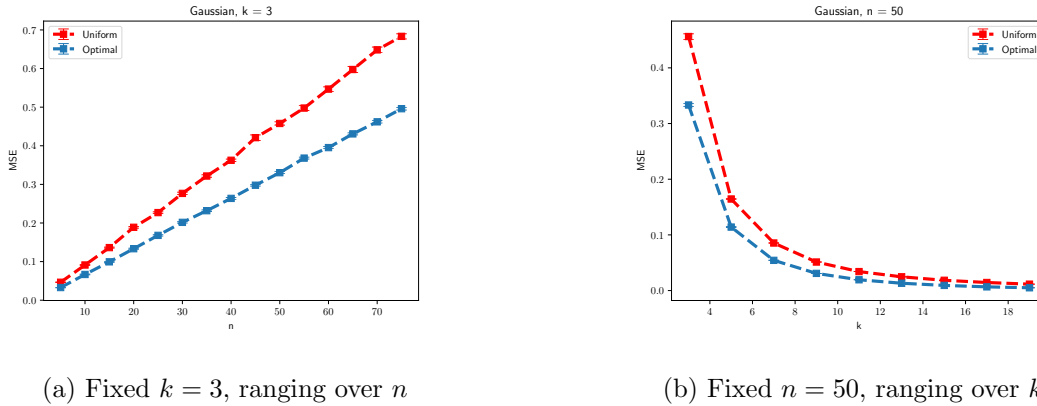 Gaussian, k = 3
Uniform
Optimal
MSE
0.7
0.6
0.5
0.4
0.3
0.2
0.1
0.0
10 20 30 40 50 60 70
n
(a) Fixed k = 3, ranging over n
Gaussian, n = 50
Uniform
Optimal
MSE
0.4
0.3
0.2
0.1
0.0
4 6 8 10 12 14 16 18
k
(b) Fixed n = 50, ranging over k